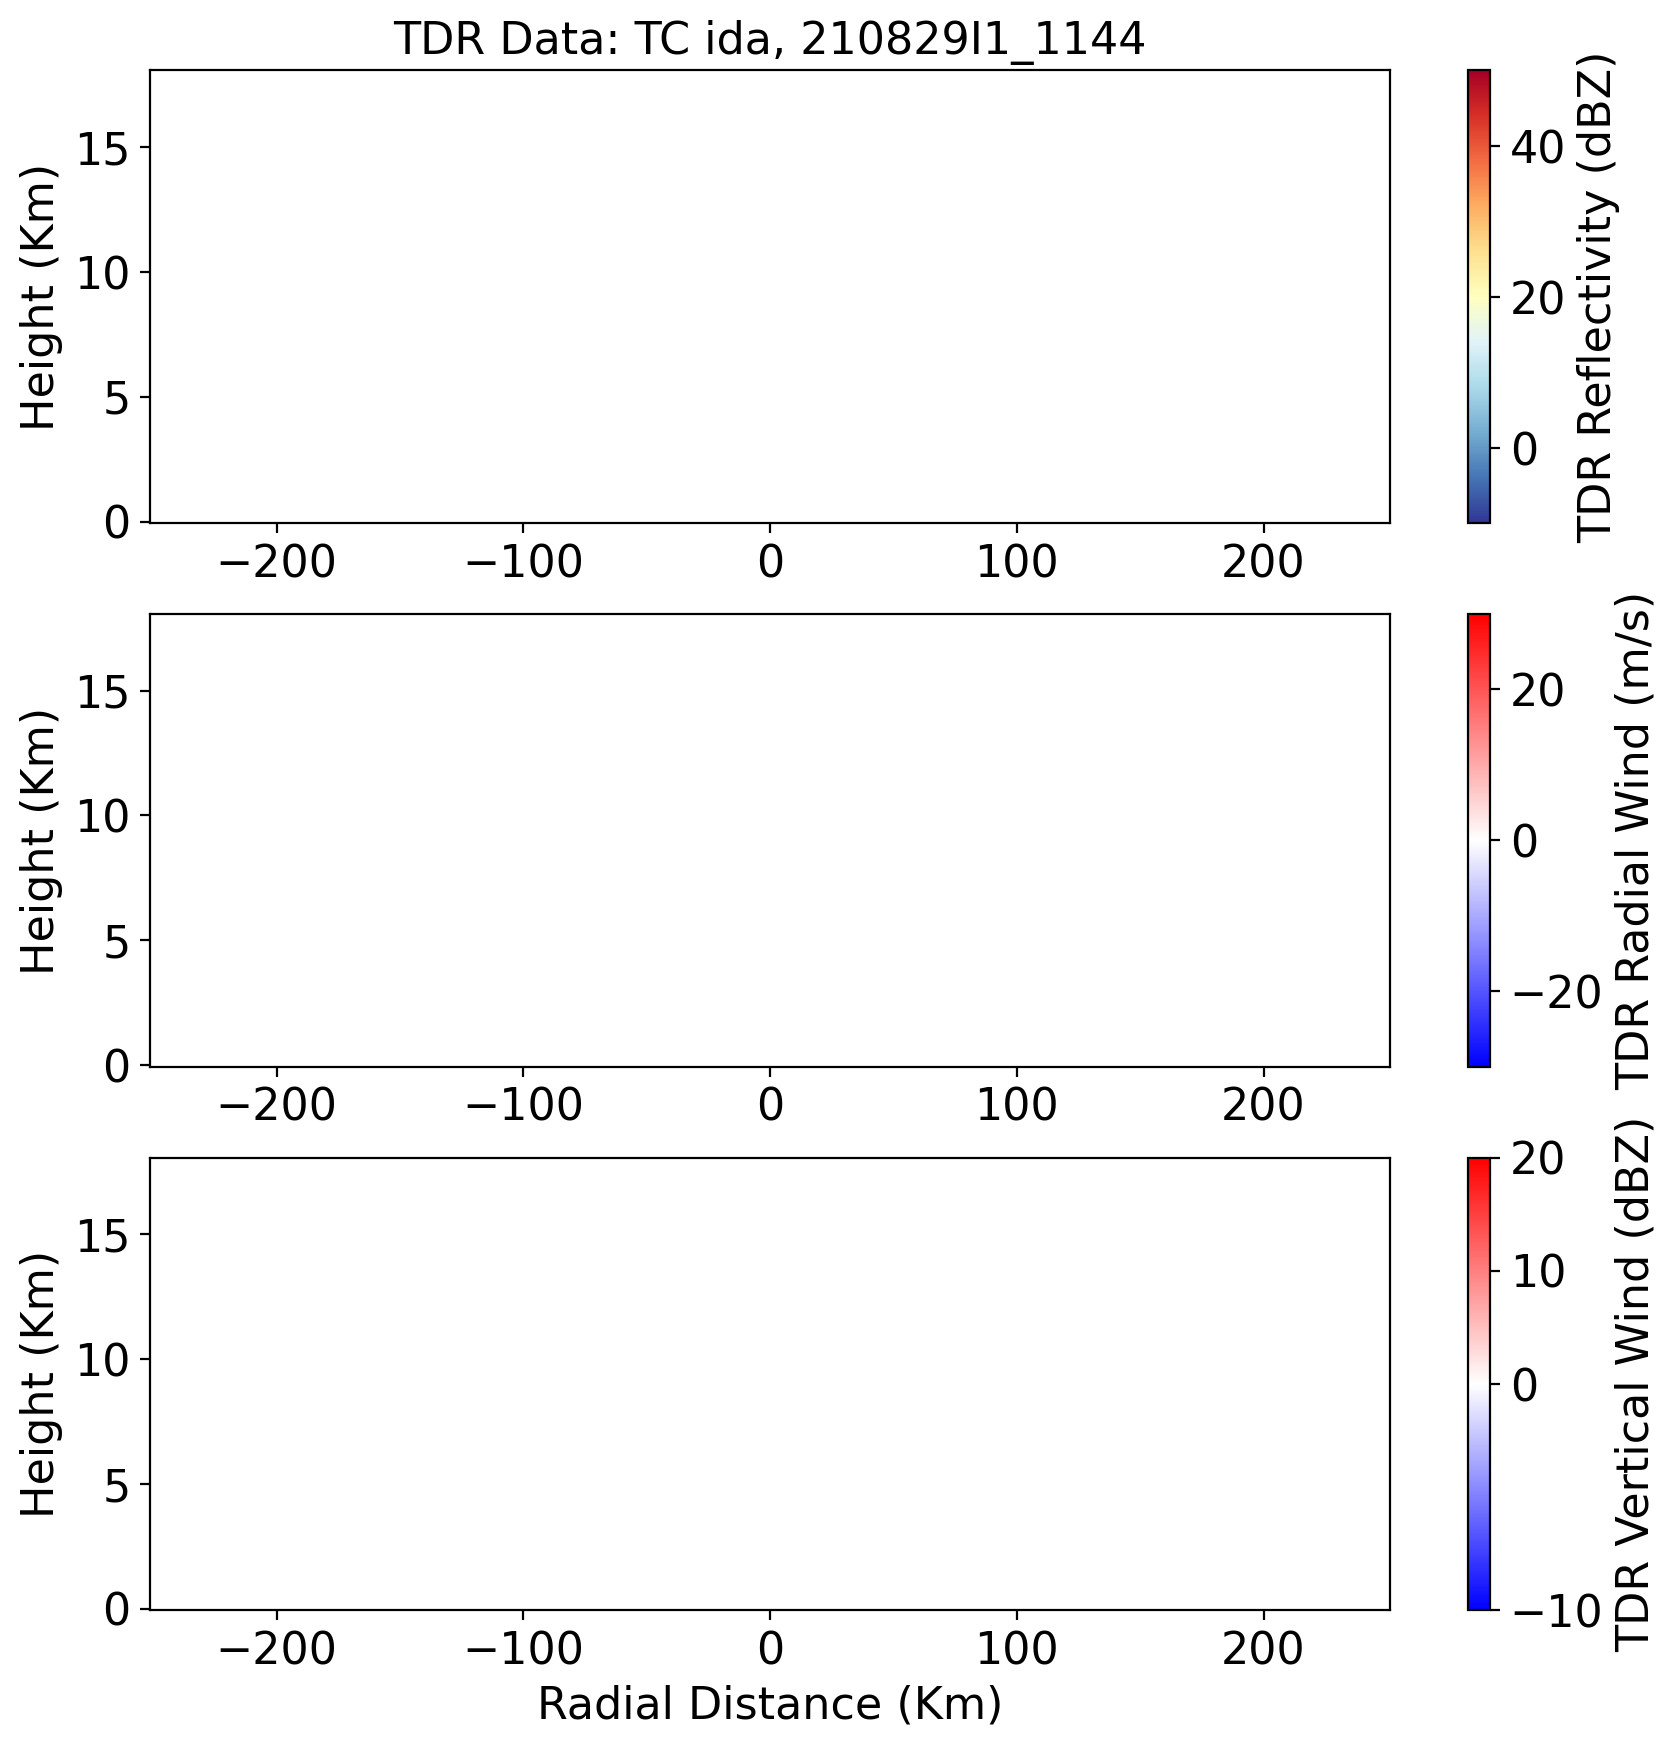 TDR Data: TC ida, 210829I1_1144
Height (Km)
15
10
5
0
−200 −100 0 100 200
40
20
0
TDR Reflectivity (dBZ)
Height (Km)
15
10
5
0
−200 −100 0 100 200
20
0
−20
TDR Radial Wind (m/s)
Height (Km)
15
10
5
0
−200 −100 0 100 200
Radial Distance (Km)
20
10
0
−10
TDR Vertical Wind (dBZ)